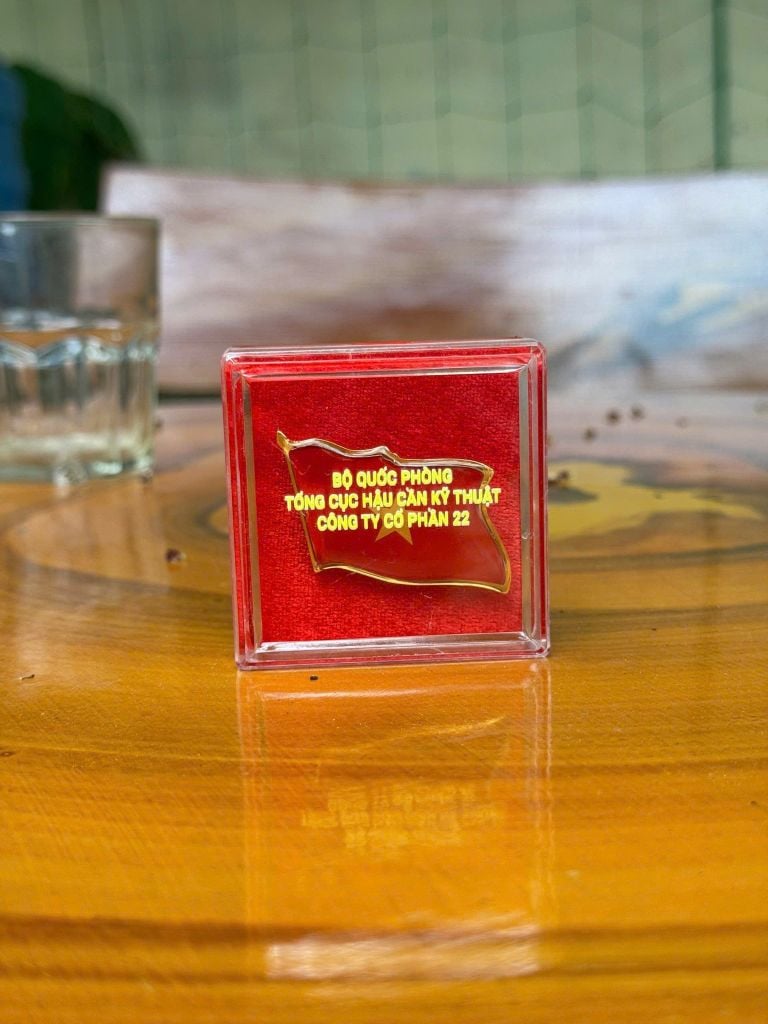 BỘ QUỐC PHÒNG
TỔNG CỤC HẬU CẦN KỸ THUẬT
CÔNG TY CỔ PHẦN 22